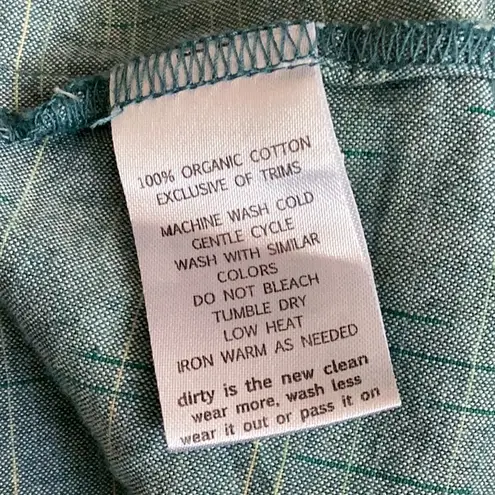 100% ORGANIC COTTON
EXCLUSIVE OF TRIMS
MACHINE WASH COLD
GENTLE CYCLE
WASH WITH SIMILAR
COLORS
DO NOT BLEACH
TUMBLE DRY
LOW HEAT
IRON WARM AS NEEDED
dirty is the new clean
wear more, wash less
wear it out or pass it on